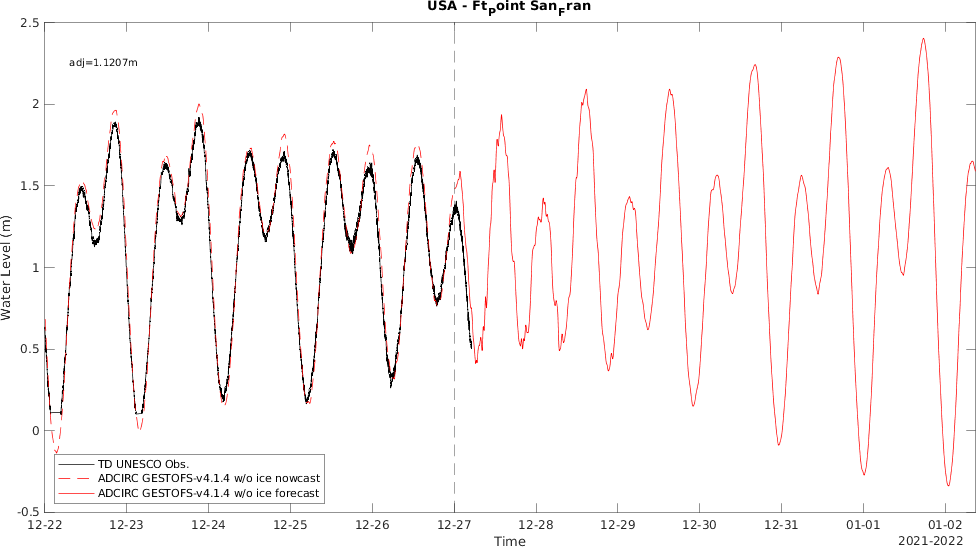 USA - FtPoint SanFran
2.5
adj=1.1207m
2
1.5
1
0.5
0
-0.5
Water Level (m)
TD UNESCO Obs.
ADCIRC GESTOFS-v4.1.4 w/o ice nowcast
ADCIRC GESTOFS-v4.1.4 w/o ice forecast
12-22 12-23 12-24 12-25 12-26 12-27 12-28 12-29 12-30 12-31 01-01 01-02
Time
2021-2022